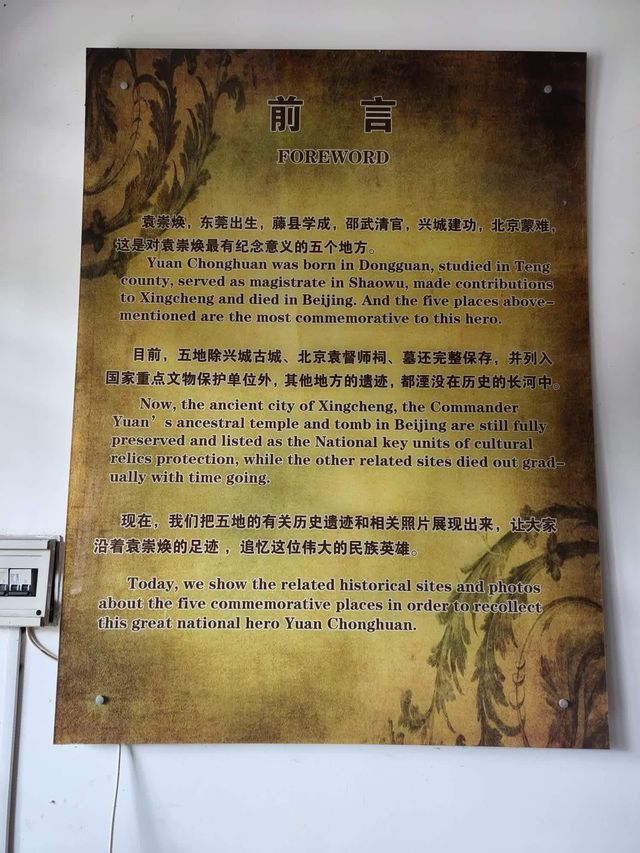 前 言
FOREWORD
袁崇焕，东莞出生，藤县学成，邵武清官，兴城建功，北京蒙难，
这是对袁崇焕最有纪念意义的五个地方。
Yuan Chonghuan was born in Dongguan, studied in Teng
county, served as magistrate in Shaowu, made contributions
to Xingcheng and died in Beijing. And the five places above-
mentioned are the most commemorative to this hero.
目前，五地除兴城古城、北京袁督师祠、墓还完整保存，并列入
国家重点文物保护单位外，其他地方的遗迹，都湮没在历史的长河中。
Now, the ancient city of Xingcheng, the Commander
Yuan’s ancestral temple and tomb in Beijing are still fully
preserved and listed as the National key units of cultural
relics protection, while the other related sites died out grad-
ually with time going.
现在，我们把五地的有关历史遗迹和相关照片展现出来，让大家
沿着袁崇焕的足迹，追忆这位伟大的民族英雄。
Today, we show the related historical sites and photos
about the five commemorative places in order to recollect
this great national hero Yuan Chonghuan.